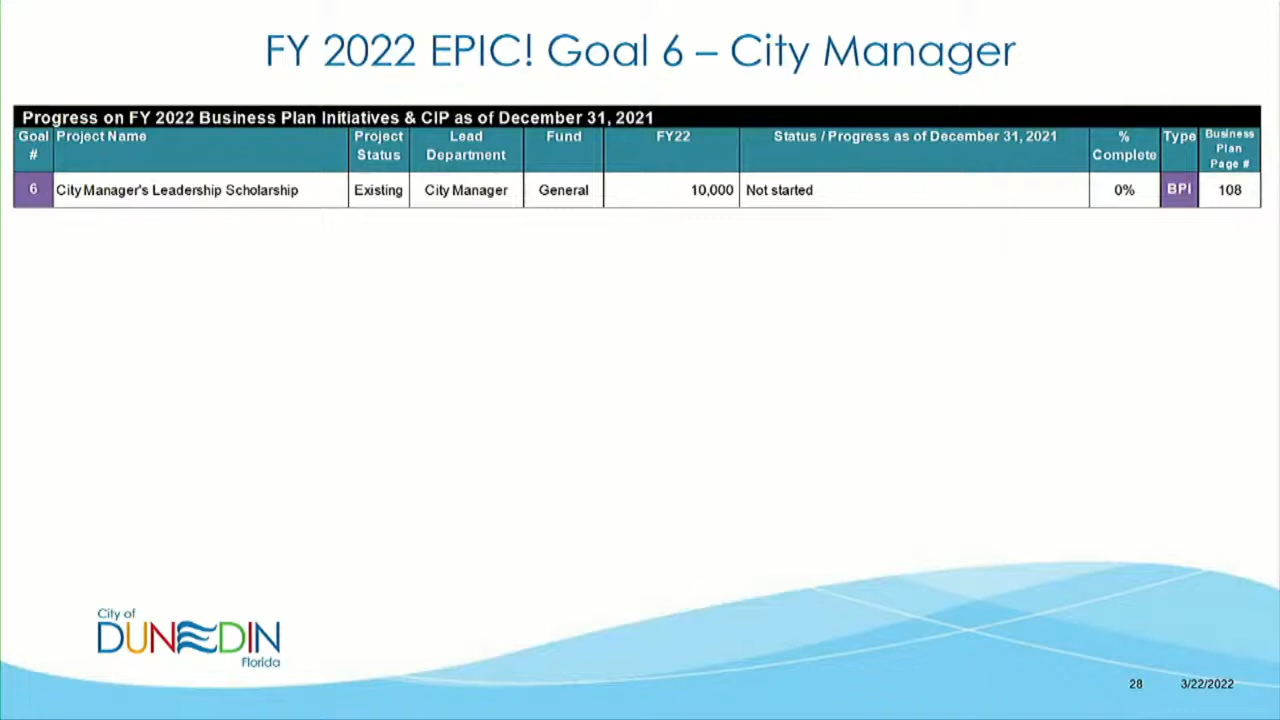 FY 2022 EPIC! Goal 6 – City Manager
Progress on FY 2022 Business Plan Initiatives & CIP as of December 31, 2021
Goal # Project Name Project Status Lead Department Fund FY22 Status / Progress as of December 31, 2021 % Complete Type Business Plan Page #
6 City Manager's Leadership Scholarship Existing City Manager General 10,000 Not started 0% BPI 108
City of
DUNEDIN
Florida
28 3/22/2022